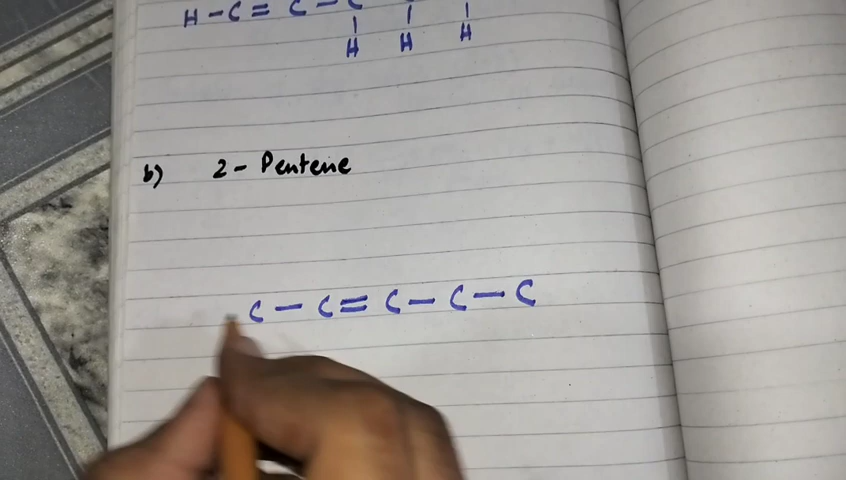 H - C = C - C
H H H
b) 2 - Pentene
C - C = C - C - C